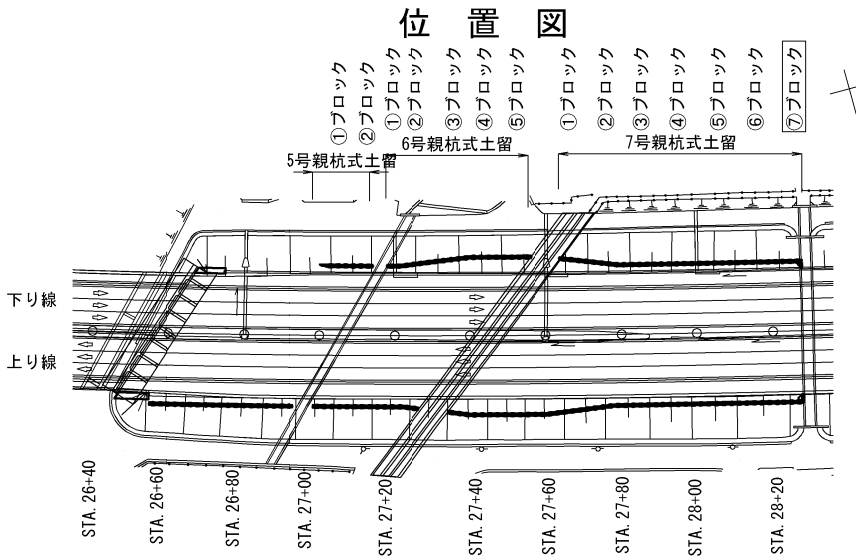 位置図
①ブロック
②ブロック
①ブロック
②ブロック
③ブロック
④ブロック
⑤ブロック
①ブロック
②ブロック
③ブロック
④ブロック
⑤ブロック
⑥ブロック
⑦ブロック
5号親杭式土留
6号親杭式土留
7号親杭式土留
下り線
上り線
STA. 26+40
STA. 26+60
STA. 26+80
STA. 27+00
STA. 27+20
STA. 27+40
STA. 27+60
STA. 27+80
STA. 28+00
STA. 28+20